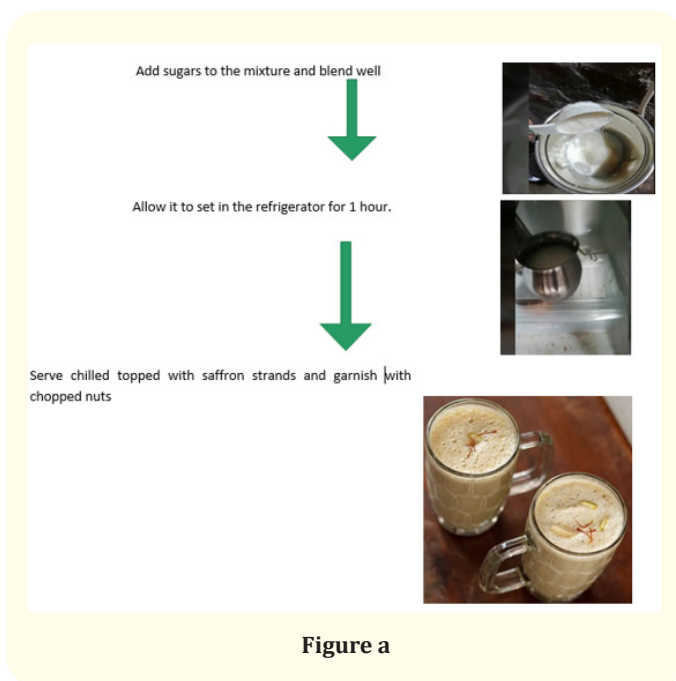 Add sugars to the mixture and blend well
Allow it to set in the refrigerator for 1 hour.
Serve chilled topped with saffron strands and garnish with
chopped nuts
Figure a